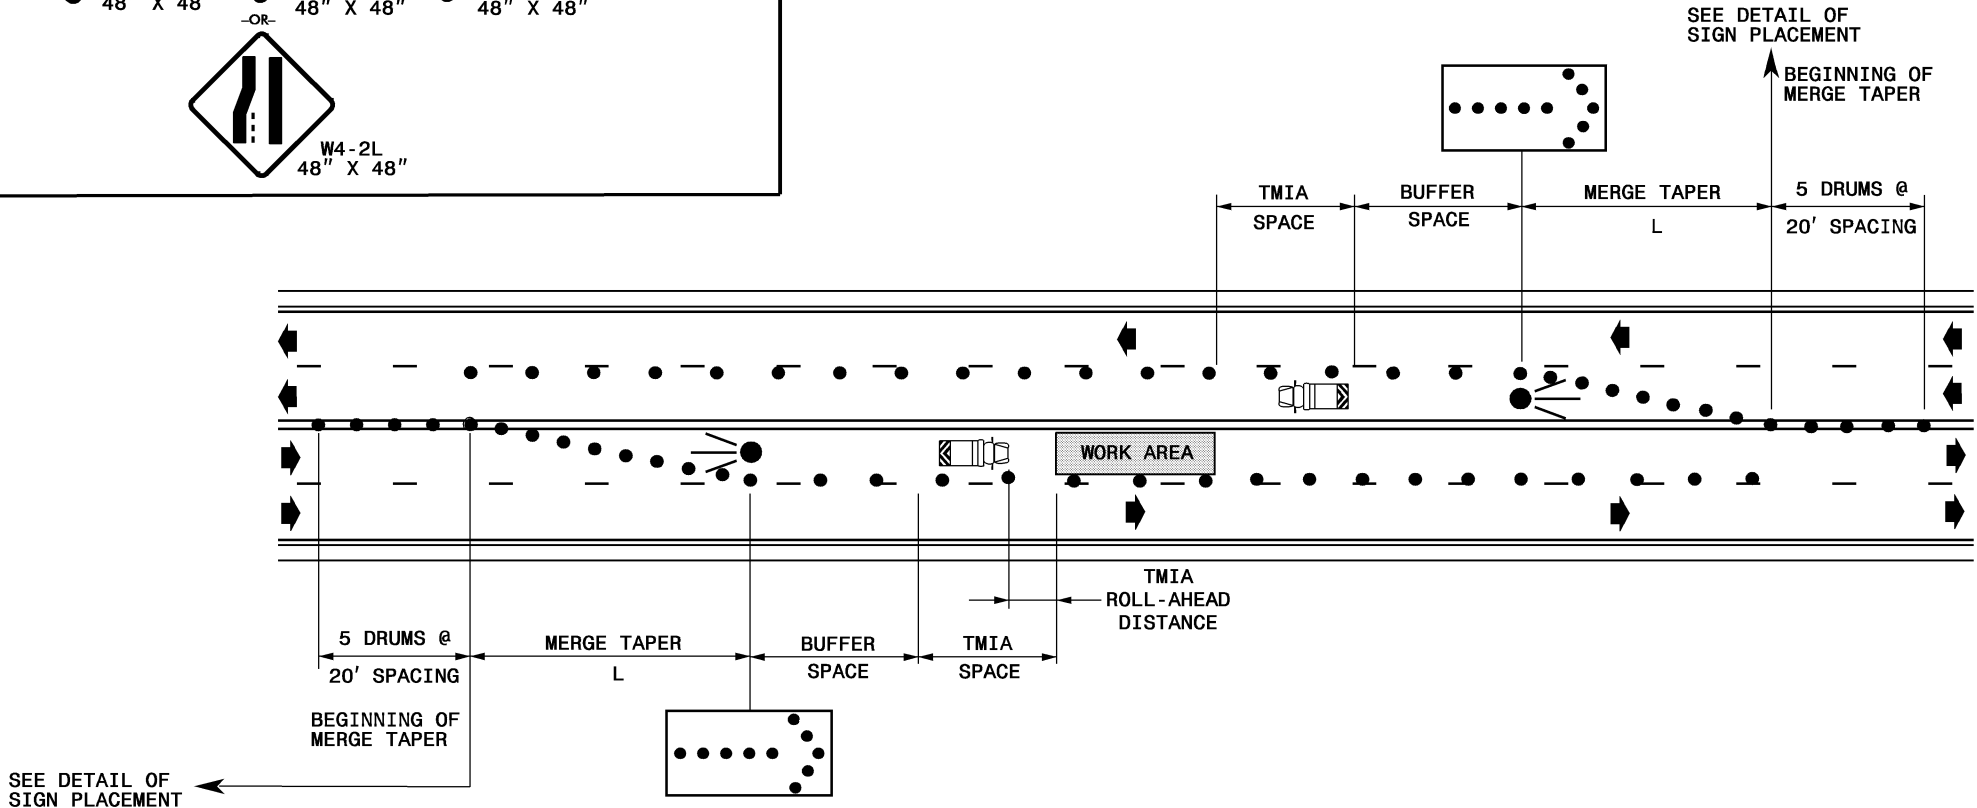 48" X 48"
48" X 48"
48" X 48"
—OR—
W4-2L
48" X 48"
SEE DETAIL OF
SIGN PLACEMENT
BEGINNING OF
MERGE TAPER
TMIA
SPACE
BUFFER
SPACE
MERGE TAPER
L
5 DRUMS @
20' SPACING
WORK AREA
TMIA
ROLL-AHEAD
DISTANCE
5 DRUMS @
20' SPACING
MERGE TAPER
L
BUFFER
SPACE
TMIA
SPACE
BEGINNING OF
MERGE TAPER
SEE DETAIL OF
SIGN PLACEMENT